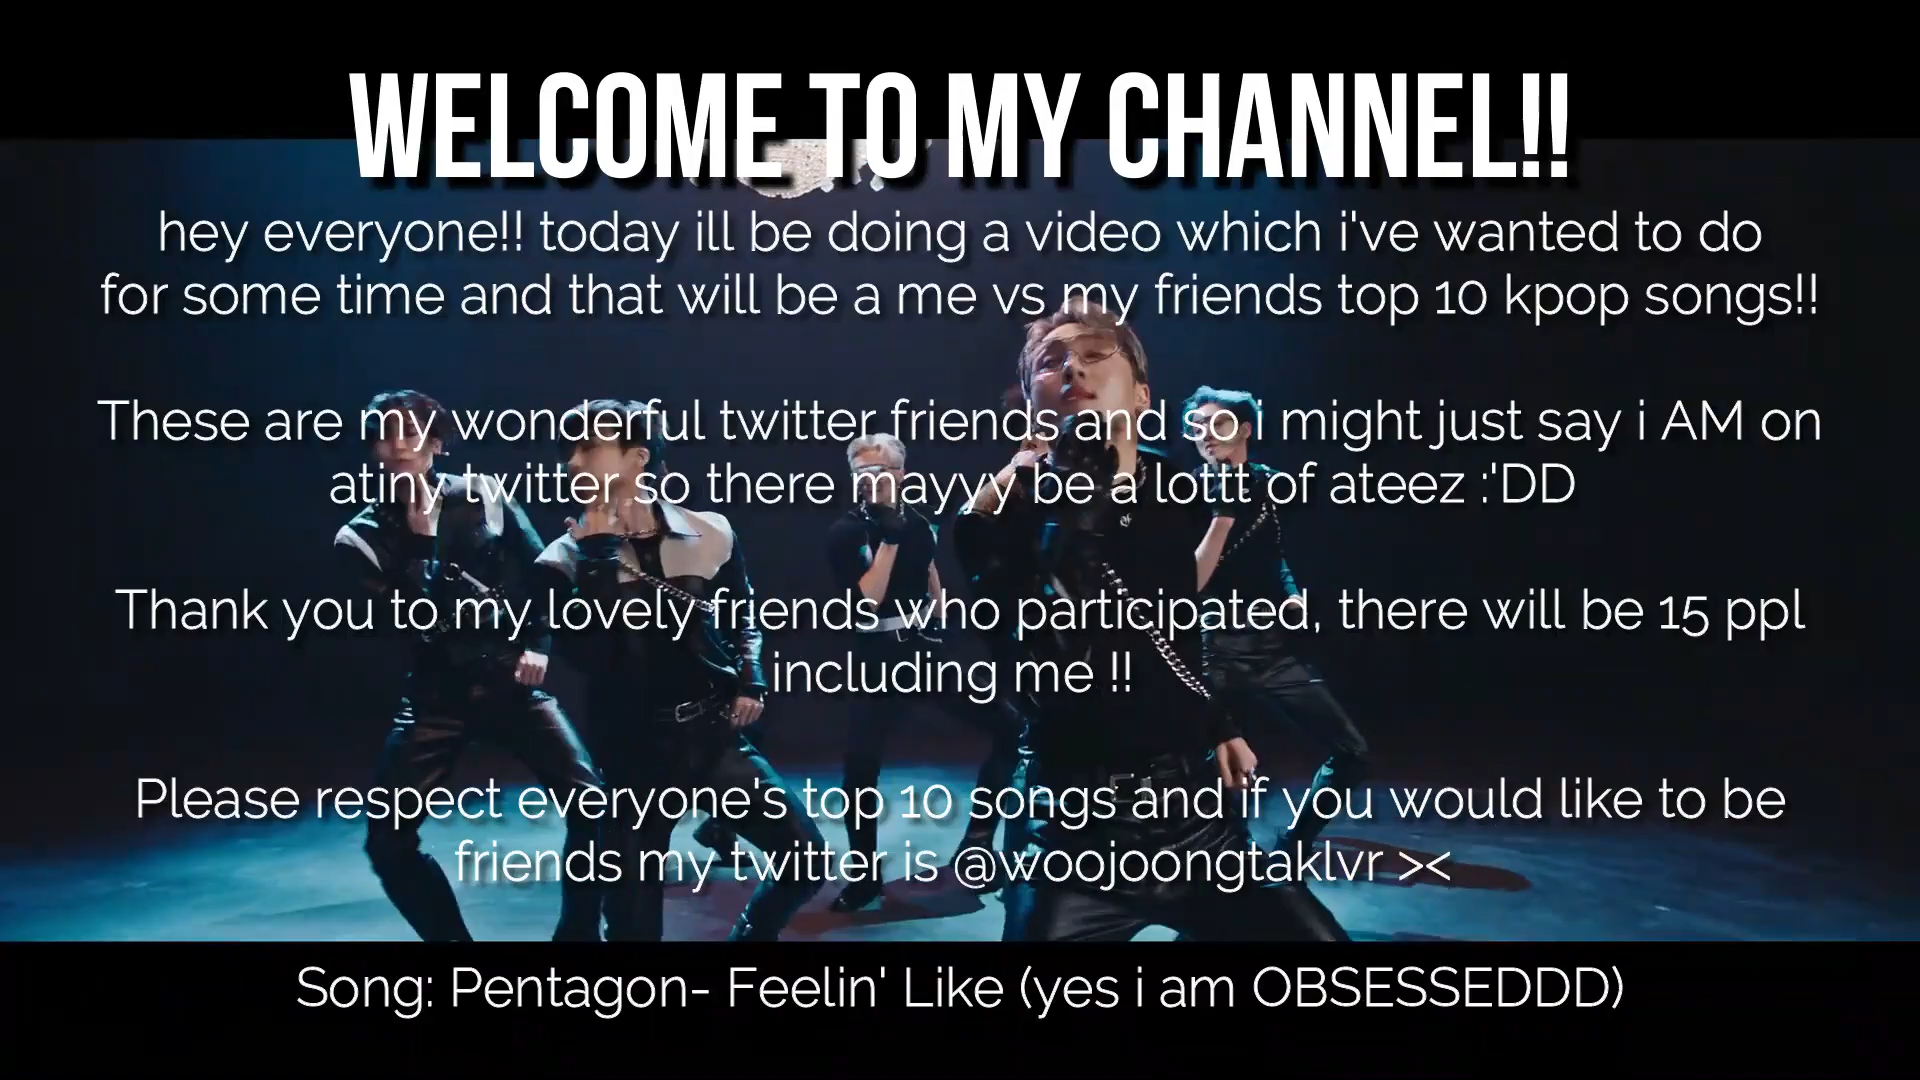 WELCOME TO MY CHANNEL!!
hey everyone!! today ill be doing a video which i've wanted to do
for some time and that will be a me vs my friends top 10 kpop songs!!
These are my wonderful twitter friends and so i might just say i AM on
atiny twitter so there mayyy be a lottt of ateez :'DD
Thank you to my lovely friends who participated, there will be 15 ppl
including me !!
Please respect everyone's top 10 songs and if you would like to be
friends my twitter is @woojoongtaklvr ><
Song: Pentagon- Feelin' Like (yes i am OBSESSEDDD)